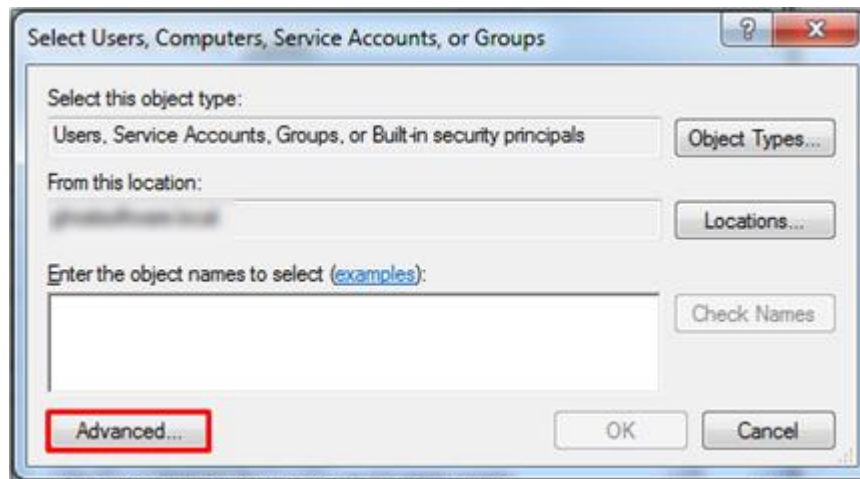 Select Users, Computers, Service Accounts, or Groups
Select this object type:
Users, Service Accounts, Groups, or Built-in security principals
Object Types...
From this location:
Locations...
Enter the object names to select (examples):
Check Names
Advanced...
OK
Cancel